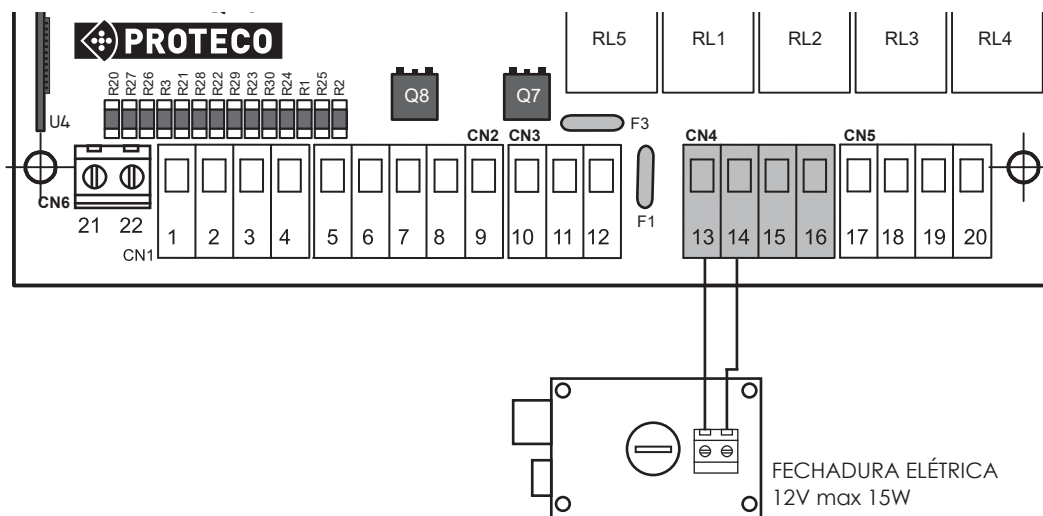 PROTECO
RL5 RL1 RL2 RL3 RL4
R20 R27 R26 R3 R21 R28 R22 R29 R23 R30 R24 R1 R25 R2
Q8 Q7
U4
F3
CN2 CN3 CN4 CN5
CN6
21 22
1 2 3 4 5 6 7 8 9 10 11 12
F1
13 14 15 16 17 18 19 20
CN1
FECHADURA ELÉTRICA
12V max 15W